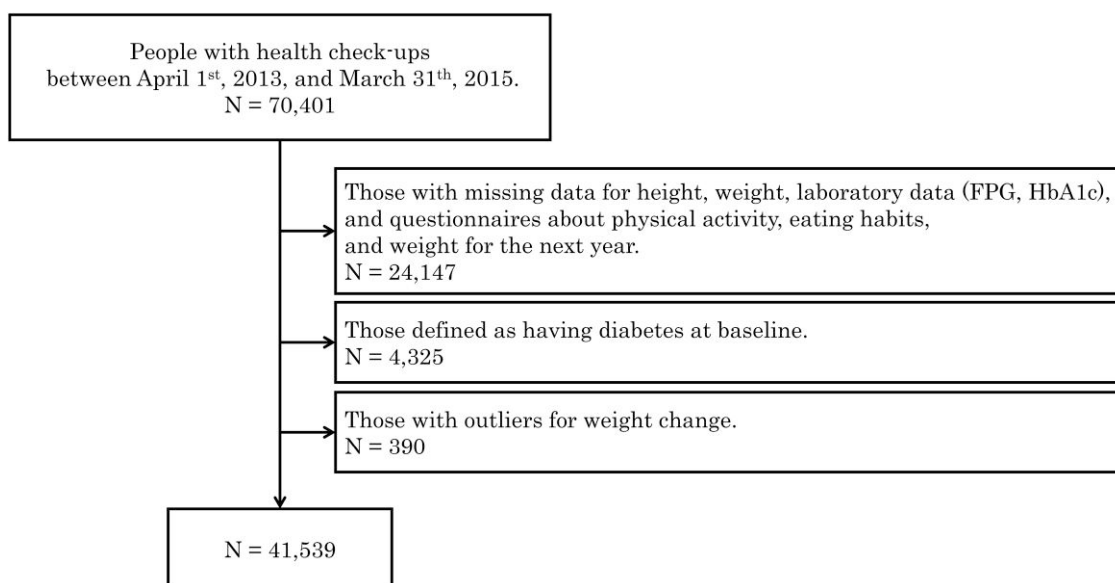 People with health check-ups
between April 1st, 2013, and March 31th, 2015.
N = 70,401
Those with missing data for height, weight, laboratory data (FPG, HbA1c),
and questionnaires about physical activity, eating habits,
and weight for the next year.
N = 24,147
Those defined as having diabetes at baseline.
N = 4,325
Those with outliers for weight change.
N = 390
N = 41,539